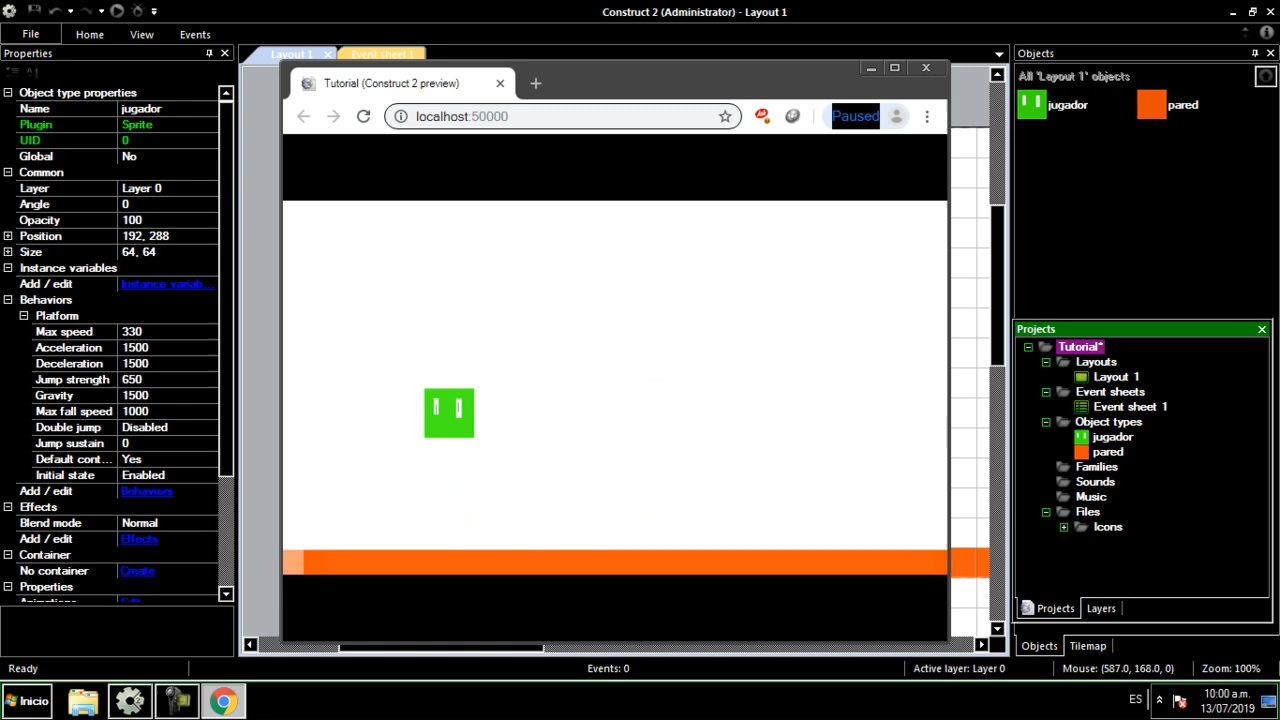 Construct 2 (Administrator) - Layout 1
File Home View Events
Properties
Object type properties
Name jugador
Plugin Sprite
UID 0
Global No
Common
Layer Layer 0
Angle 0
Opacity 100
Position 192, 288
Size 64, 64
Instance variables
Add / edit Instance variab...
Behaviors
Platform
Max speed 330
Acceleration 1500
Deceleration 1500
Jump strength 650
Gravity 1500
Max fall speed 1000
Double jump Disabled
Jump sustain 0
Default cont... Yes
Initial state Enabled
Add / edit Behaviors
Effects
Blend mode Normal
Add / edit Effects
Container
No container Create
Properties
Animations Edit
Layout 1 Event sheet 1
Tutorial (Construct 2 preview)
localhost:50000
Paused
Objects
All 'Layout 1' objects
jugador pared
Projects
Tutorial*
Layouts
Layout 1
Event sheets
Event sheet 1
Object types
jugador
pared
Families
Sounds
Music
Files
Icons
Projects Layers
Objects Tilemap
Ready Events: 0 Active layer: Layer 0 Mouse: (587.0, 168.0, 0) Zoom: 100%
Inicio ES 10:00 a.m.
13/07/2019